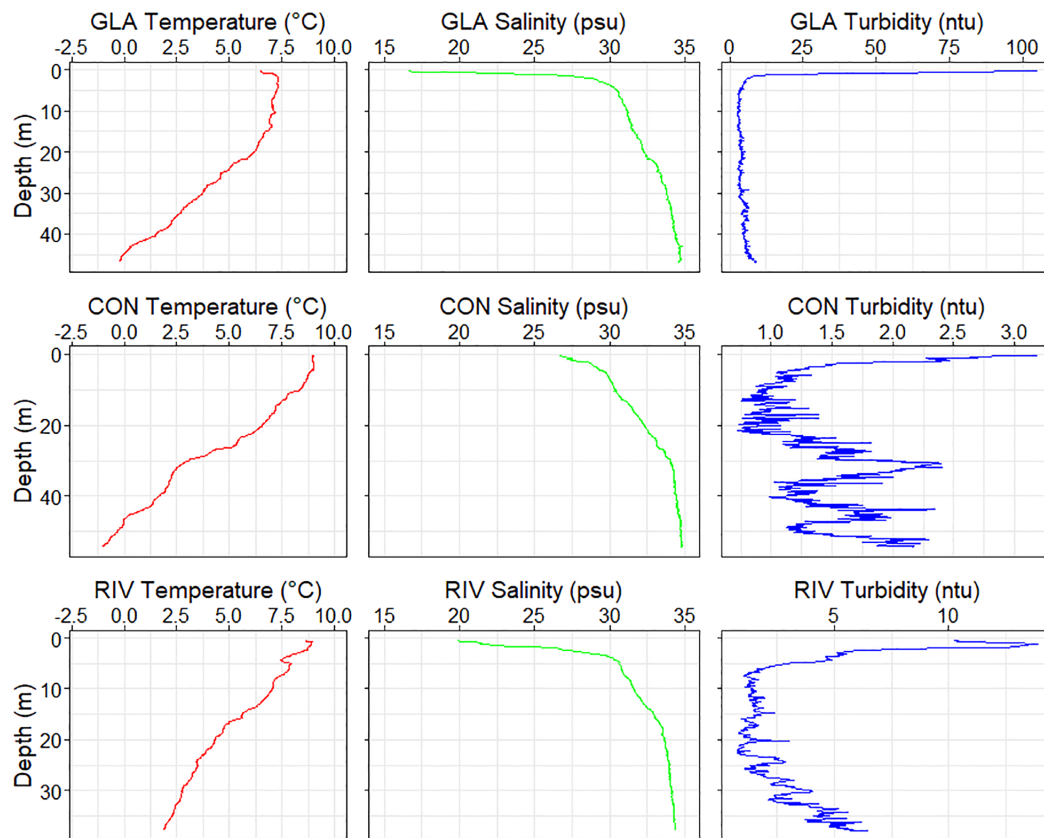 GLA Temperature (°C) GLA Salinity (psu) GLA Turbidity (ntu)
-2.5 0.0 2.5 5.0 7.5 10.0 15 20 25 30 35 0 25 50 75 100
Depth (m)
0
10
20
30
40
CON Temperature (°C) CON Salinity (psu) CON Turbidity (ntu)
-2.5 0.0 2.5 5.0 7.5 10.0 15 20 25 30 35 1.0 1.5 2.0 2.5 3.0
Depth (m)
0
20
40
RIV Temperature (°C) RIV Salinity (psu) RIV Turbidity (ntu)
-2.5 0.0 2.5 5.0 7.5 10.0 15 20 25 30 35 5 10
Depth (m)
0
10
20
30